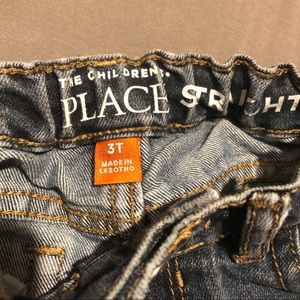 THE CHILDREN'S
PLACE STRAIGHT
3T
MADE IN
LESOTHO